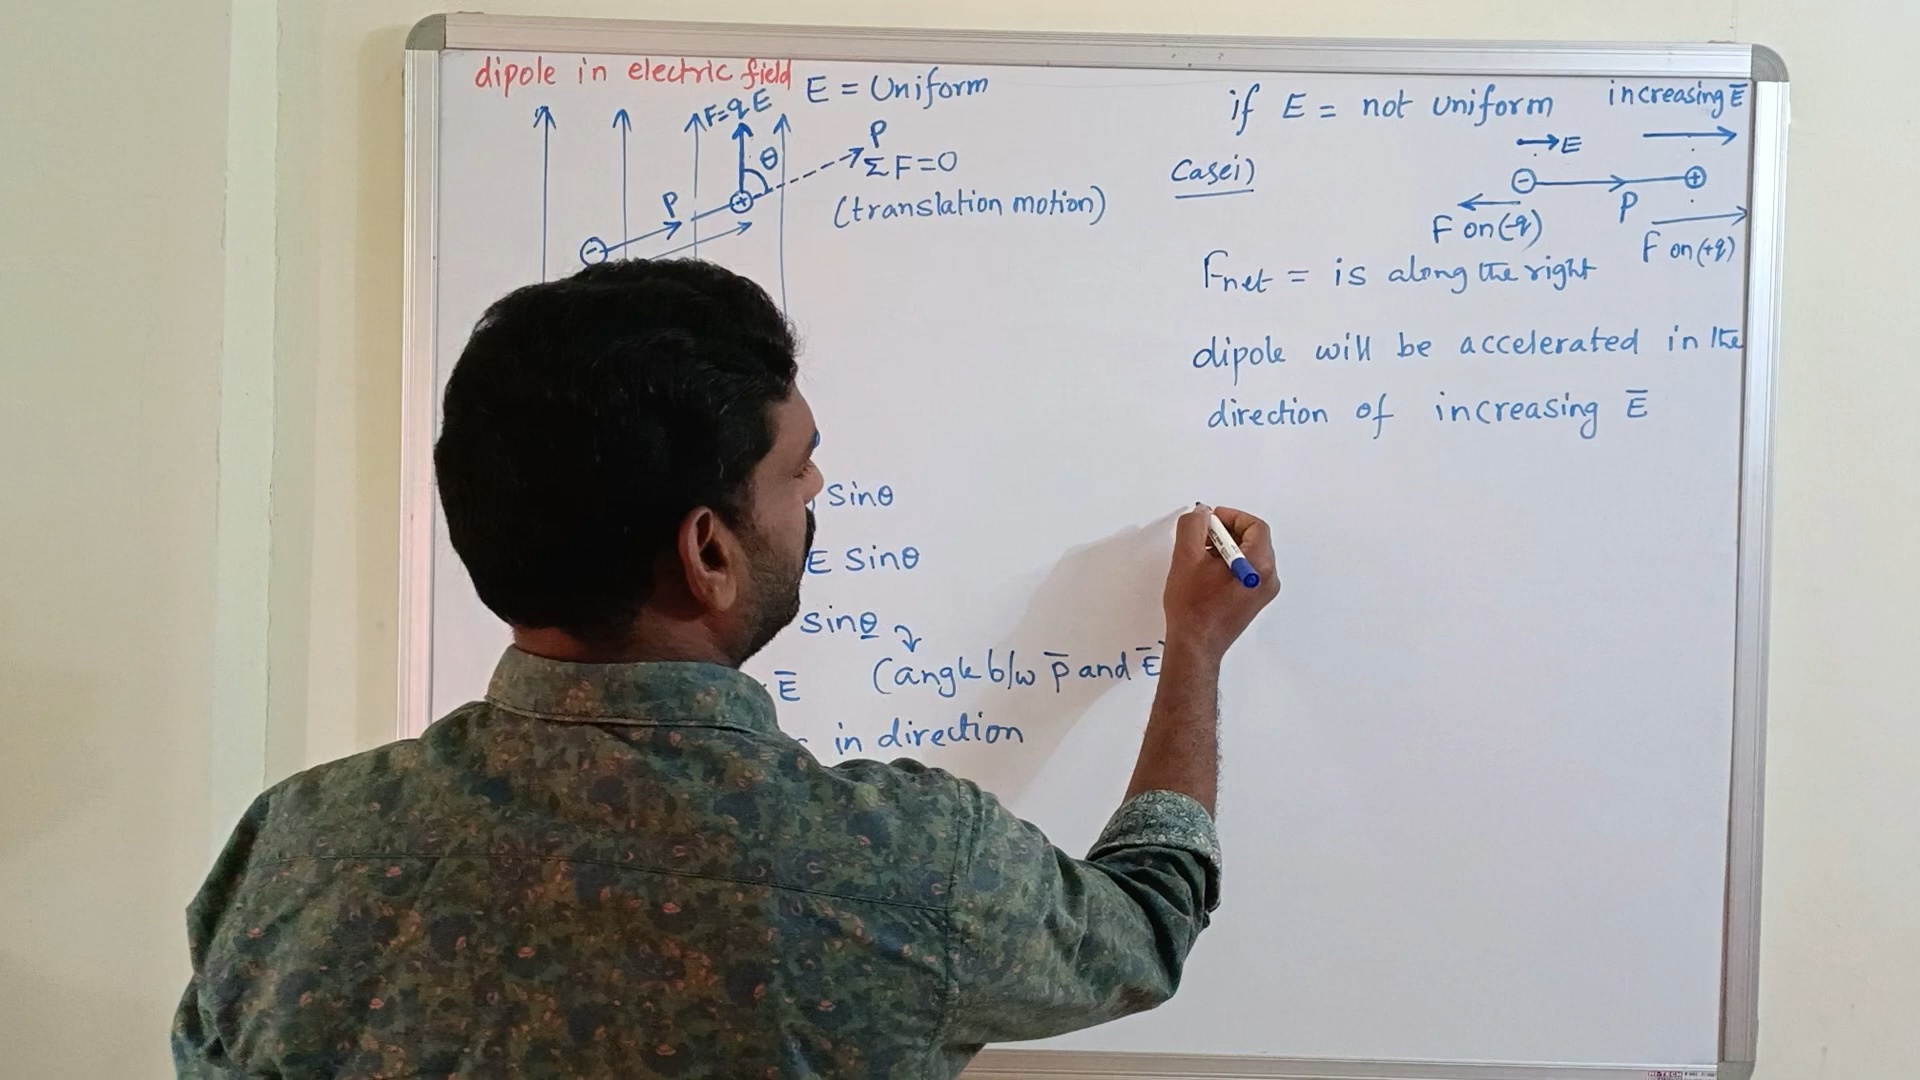 dipole in electric field
E = Uniform
F=qE
θ
P
ΣF=0
(translation motion)
P
Sinθ
E Sinθ
sinθ
(angle b/w p̄ and Ē
Ē
in direction
if E = not uniform
increasing Ē
Case i)
E
P
F on (-q)
F on (+q)
Fnet = is along the right
dipole will be accelerated in the
direction of increasing Ē